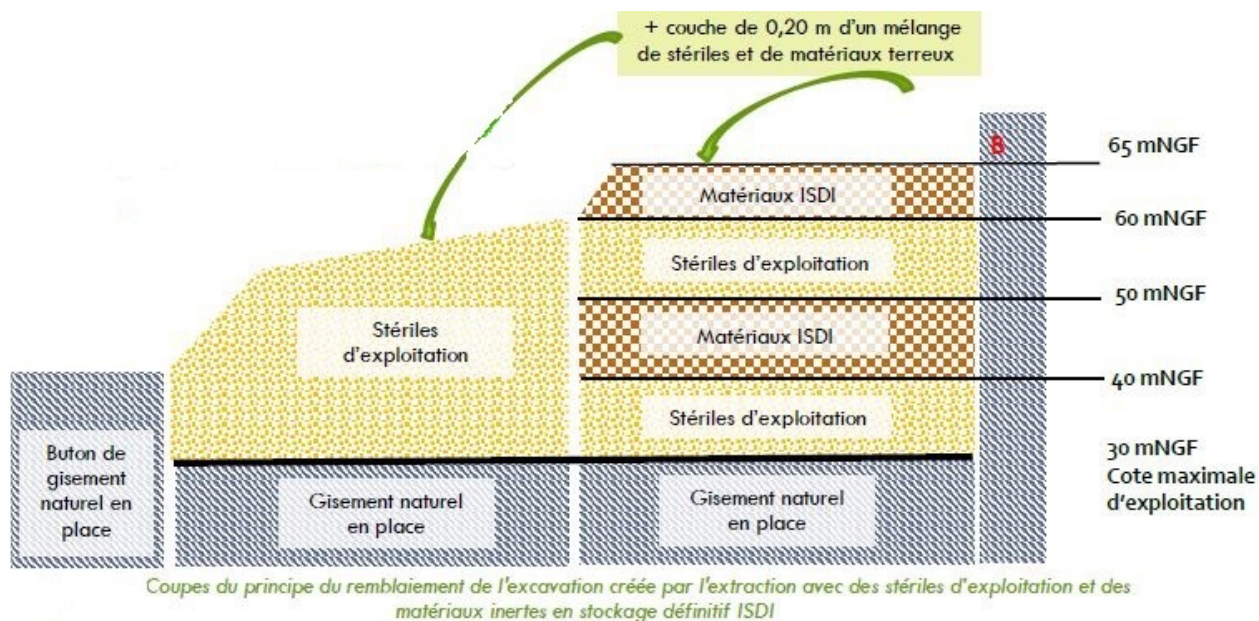 + couche de 0,20 m d'un mélange
de stériles et de matériaux terreux
B
65 mNGF
Matériaux ISDI
60 mNGF
Stériles d'exploitation
50 mNGF
Stériles
d'exploitation
Matériaux ISDI
40 mNGF
Stériles d'exploitation
Buton de
gisement
naturel en
place
30 mNGF
Cote maximale
d'exploitation
Gisement naturel
en place
Gisement naturel
en place
Coupes du principe du remblaiement de l'excavation créée par l'extraction avec des stériles d'exploitation et des
matériaux inertes en stockage définitif ISDI